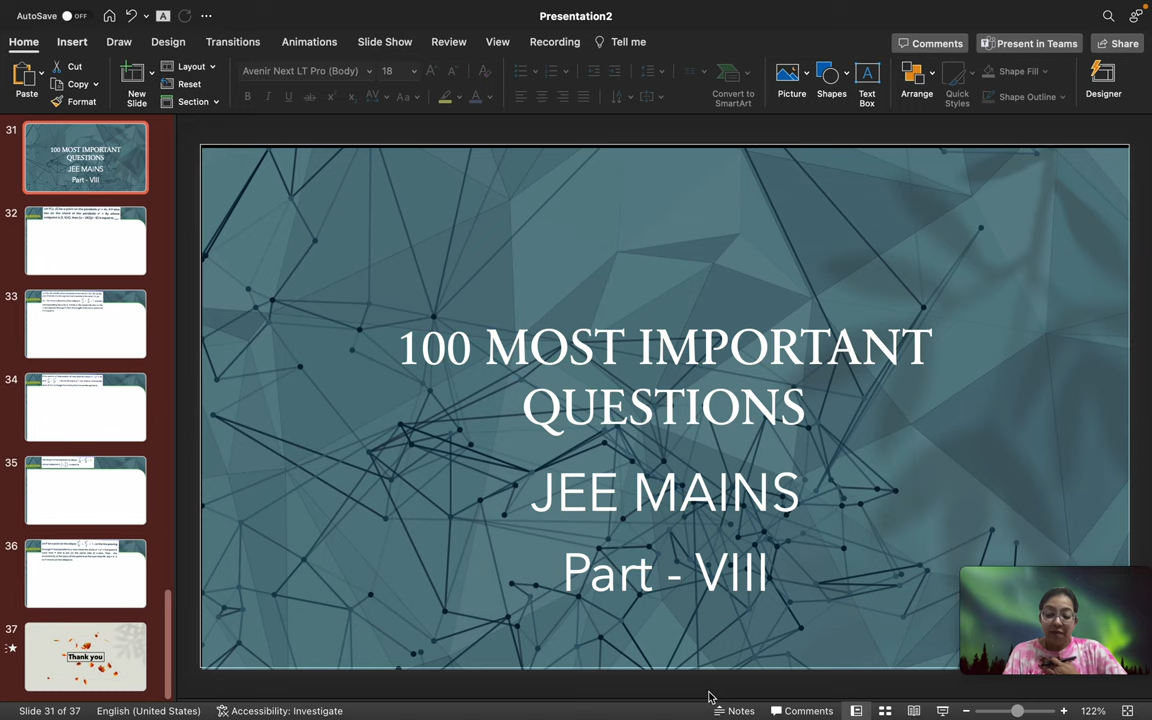 AutoSave OFF
Presentation2
Home Insert Draw Design Transitions Animations Slide Show Review View Recording Tell me
Comments Present in Teams Share
Paste
Cut
Copy
Format
New Slide
Layout
Reset
Section
Avenir Next LT Pro (Body) 18
Convert to SmartArt
Picture
Shapes
Text Box
Arrange
Quick Styles
Shape Fill
Shape Outline
Designer
31
100 MOST IMPORTANT
QUESTIONS
JEE MAINS
Part - VIII
32
33
34
35
36
37
Thank you
100 MOST IMPORTANT
QUESTIONS
JEE MAINS
Part - VIII
Slide 31 of 37 English (United States) Accessibility: Investigate Notes Comments 122%